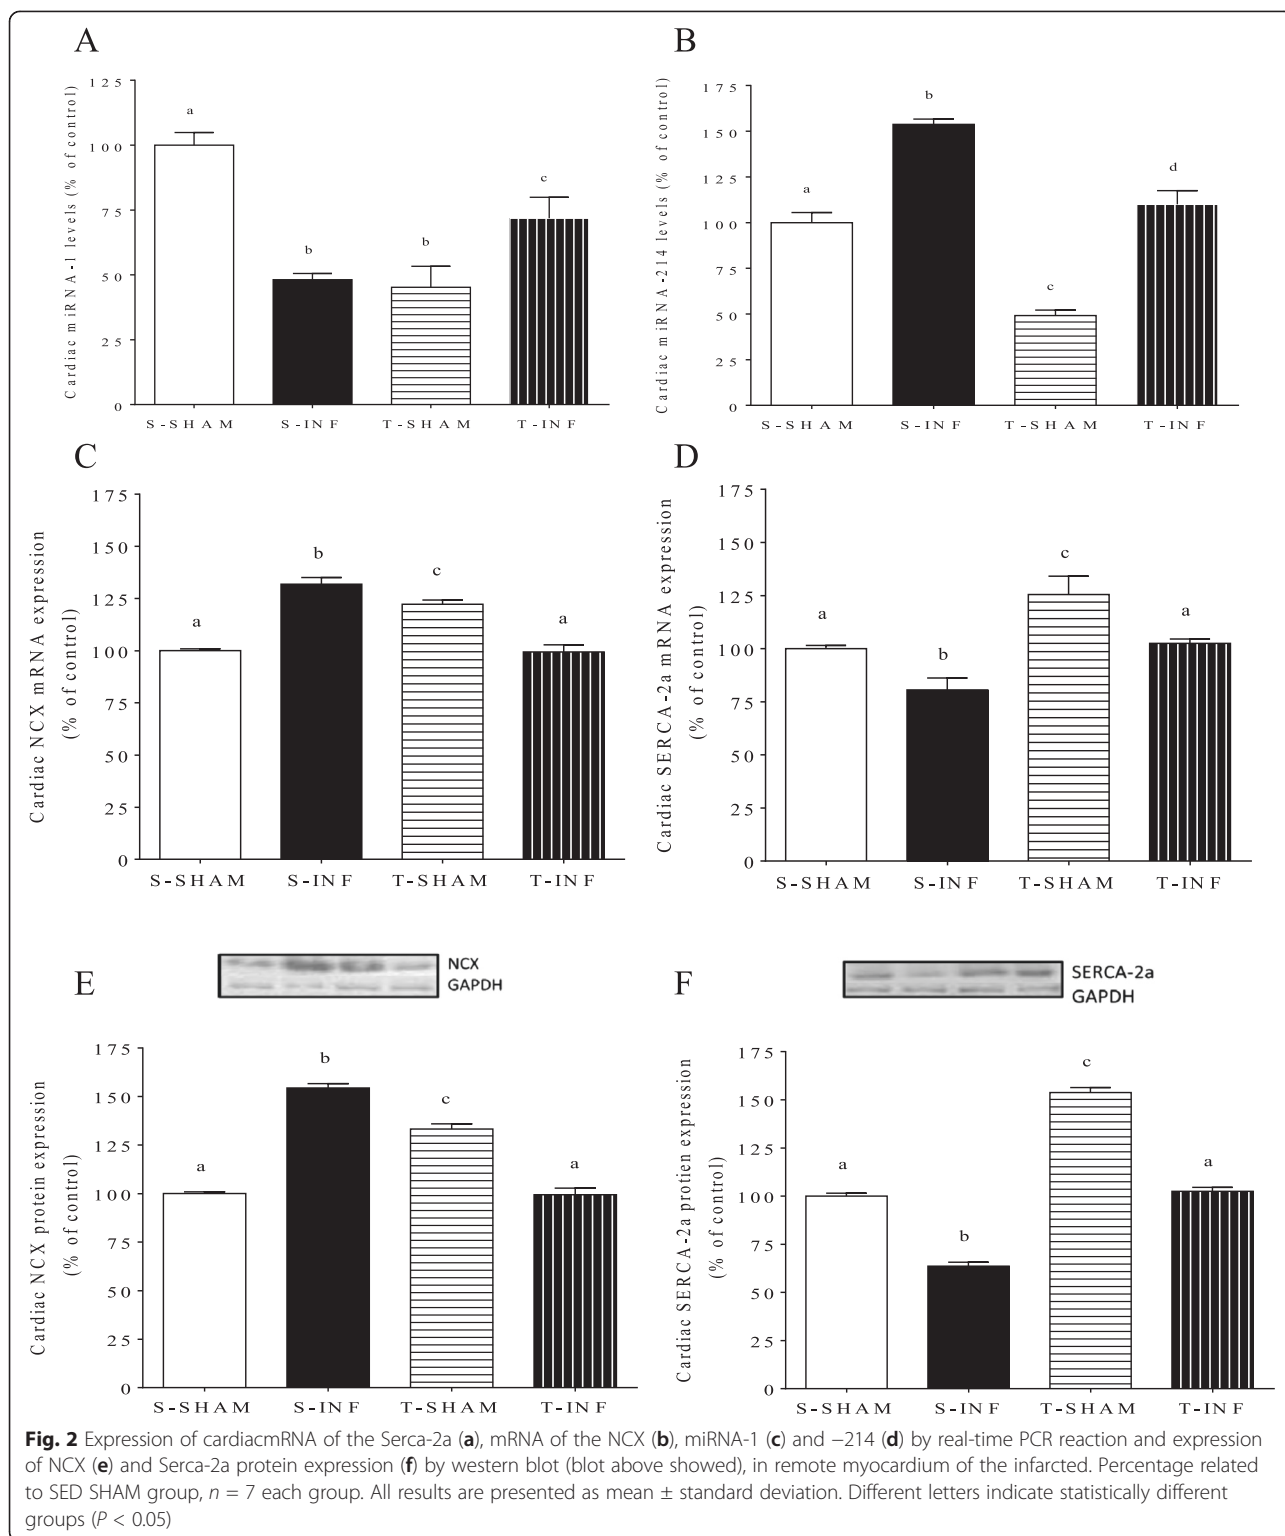 A
Cardiac miRNA-1 levels (% of control)
125
100
75
50
25
0
a
b
b
c
S-SHAM S-INF T-SHAM T-INF
B
Cardiac miRNA-214 levels (% of control)
175
150
125
100
75
50
25
0
a
b
c
d
S-SHAM S-INF T-SHAM T-INF
C
Cardiac NCX mRNA expression
(% of control)
175
150
125
100
75
50
25
0
a
b
c
a
S-SHAM S-INF T-SHAM T-INF
D
Cardiac SERCA-2a mRNA expression
(% of control)
175
150
125
100
75
50
25
0
a
b
c
a
S-SHAM S-INF T-SHAM T-INF
E
NCX
GAPDH
Cardiac NCX protein expression
(% of control)
175
150
125
100
75
50
25
0
a
b
c
a
S-SHAM S-INF T-SHAM T-INF
F
SERCA-2a
GAPDH
Cardiac SERCA-2a protien expression
(% of control)
175
150
125
100
75
50
25
0
a
b
c
a
S-SHAM S-INF T-SHAM T-INF
Fig. 2 Expression of cardiacmRNA of the Serca-2a (a), mRNA of the NCX (b), miRNA-1 (c) and −214 (d) by real-time PCR reaction and expression
of NCX (e) and Serca-2a protein expression (f) by western blot (blot above showed), in remote myocardium of the infarcted. Percentage related
to SED SHAM group, n = 7 each group. All results are presented as mean ± standard deviation. Different letters indicate statistically different
groups (P < 0.05)